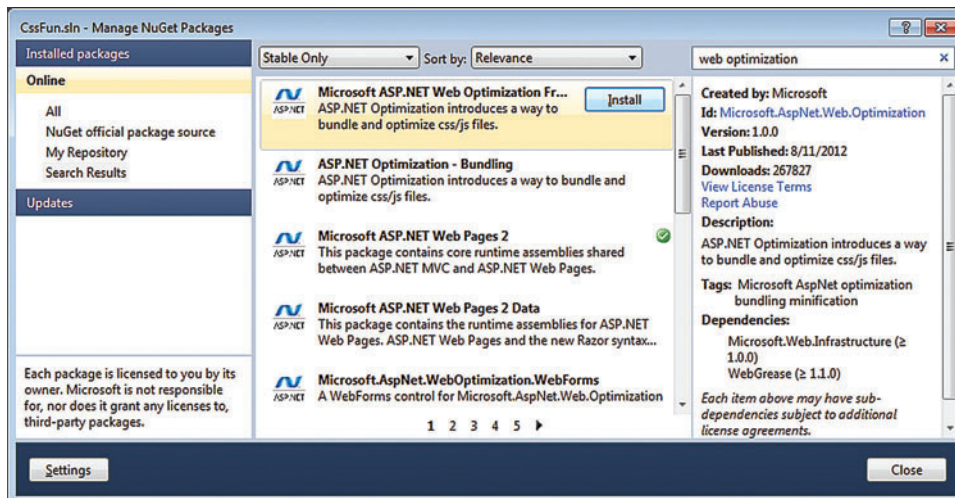 CssFun.sln - Manage NuGet Packages
Installed packages
Online
All
NuGet official package source
My Repository
Search Results
Updates
Each package is licensed to you by its
owner. Microsoft is not responsible
for, nor does it grant any licenses to,
third-party packages.
Stable Only
Sort by: Relevance
ASP.NET
Microsoft ASP.NET Web Optimization Fr...
Install
ASP.NET Optimization introduces a way to
bundle and optimize css/js files.
ASP.NET
ASP.NET Optimization - Bundling
ASP.NET Optimization introduces a way to bundle and
optimize css/js files.
ASP.NET
Microsoft ASP.NET Web Pages 2
This package contains core runtime assemblies shared
between ASP.NET MVC and ASP.NET Web Pages.
ASP.NET
Microsoft ASP.NET Web Pages 2 Data
This package contains the runtime assemblies for ASP.NET
Web Pages. ASP.NET Web Pages and the new Razor syntax...
ASP.NET
Microsoft.AspNet.WebOptimization.WebForms
A WebForms control for Microsoft.AspNet.Web.Optimization
1 2 3 4 5
web optimization
Created by: Microsoft
Id: Microsoft.AspNet.Web.Optimization
Version: 1.0.0
Last Published: 8/11/2012
Downloads: 267827
View License Terms
Report Abuse
Description:
ASP.NET Optimization introduces a way
to bundle and optimize css/js files.
Tags: Microsoft AspNet optimization
bundling minification
Dependencies:
Microsoft.Web.Infrastructure (≥
1.0.0)
WebGrease (≥ 1.1.0)
Each item above may have sub-
dependencies subject to additional
license agreements.
Settings
Close